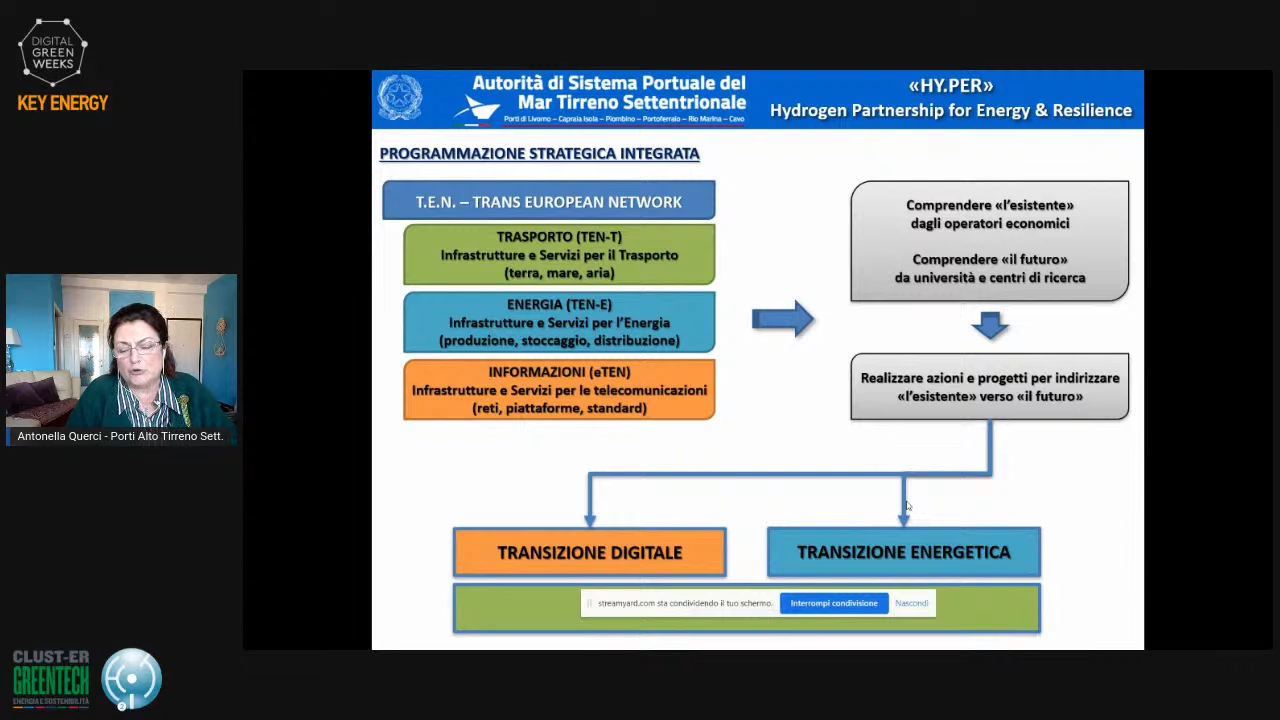 DIGITAL
GREEN
WEEKS
KEY ENERGY
Autorità di Sistema Portuale del
Mar Tirreno Settentrionale
Porti di Livorno – Capraia Isola – Piombino – Portoferraio – Rio Marina – Cavo
«HY.PER»
Hydrogen Partnership for Energy & Resilience
PROGRAMMAZIONE STRATEGICA INTEGRATA
T.E.N. – TRANS EUROPEAN NETWORK
TRASPORTO (TEN-T)
Infrastrutture e Servizi per il Trasporto
(terra, mare, aria)
ENERGIA (TEN-E)
Infrastrutture e Servizi per l’Energia
(produzione, stoccaggio, distribuzione)
INFORMAZIONI (eTEN)
Infrastrutture e Servizi per le telecomunicazioni
(reti, piattaforme, standard)
Comprendere «l’esistente»
dagli operatori economici
Comprendere «il futuro»
da università e centri di ricerca
Realizzare azioni e progetti per indirizzare
«l’esistente» verso «il futuro»
TRANSIZIONE DIGITALE
TRANSIZIONE ENERGETICA
streamyard.com sta condividendo il tuo schermo.
Interrompi condivisione
Nascondi
Antonella Querci - Porti Alto Tirreno Sett.
CLUST-ER
GREENTECH
ENERGIA E SOSTENIBILITÀ
2